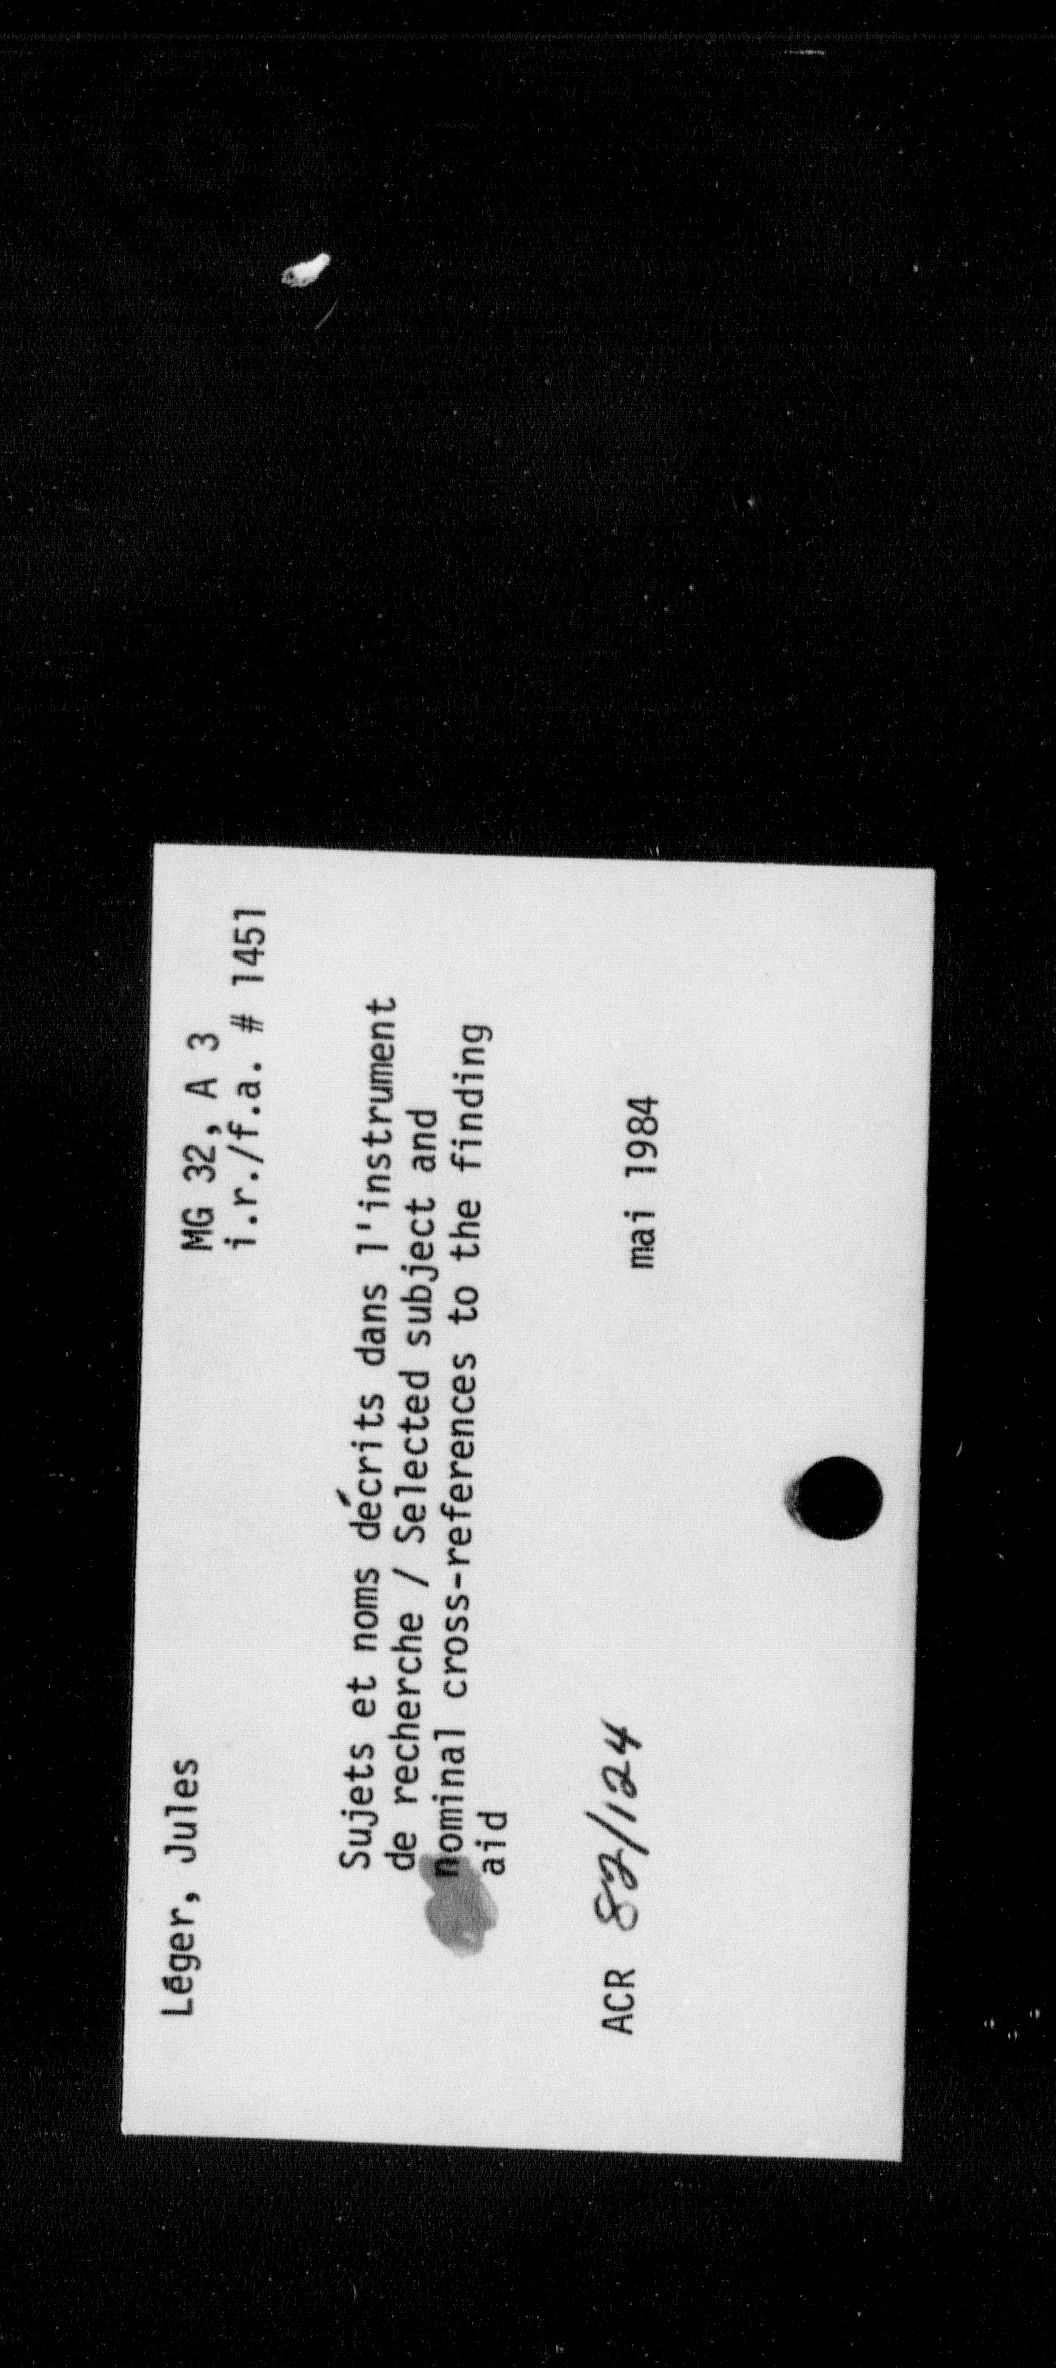 Léger, Jules
MG 32, A 3
i.r./f.a. # 1451
Sujets et noms décrits dans l'instrument
de recherche / Selected subject and
nominal cross-references to the finding
aid
ACR 82/124
mai 1984